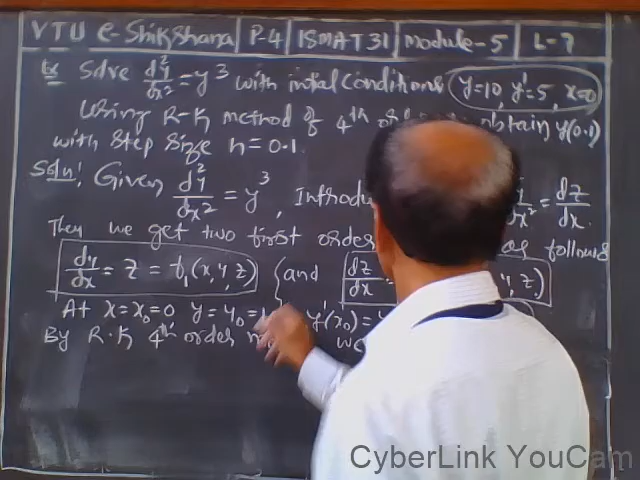 VTU e-Shikshana P-4 15MAT31 Module-5 L-7
Ex Solve d²y/dx² = y³ with initial conditions y=10, y'=5, x=0
Using R-K method of 4th obtain y(0.1)
with step size h=0.1.
Soln! Given d²y/dx² = y³, Introdu = dz/dx.
Then we get two first order as follows
dy/dx = z = f₁(x,y,z) and dz/dx y,z)
At x=x₀=0 y=y₀= y'(x₀)=
By R.K 4th order we
CyberLink YouCam